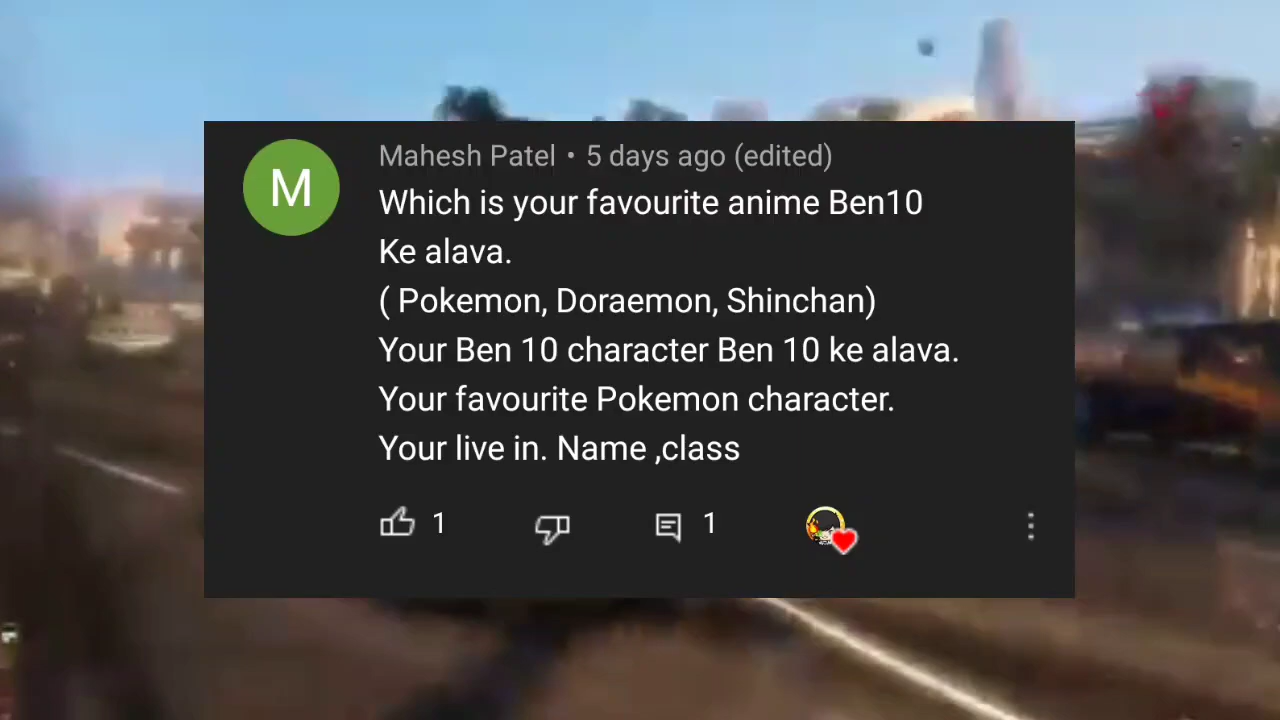 M
Mahesh Patel • 5 days ago (edited)
Which is your favourite anime Ben10
Ke alava.
( Pokemon, Doraemon, Shinchan)
Your Ben 10 character Ben 10 ke alava.
Your favourite Pokemon character.
Your live in. Name ,class
1 1